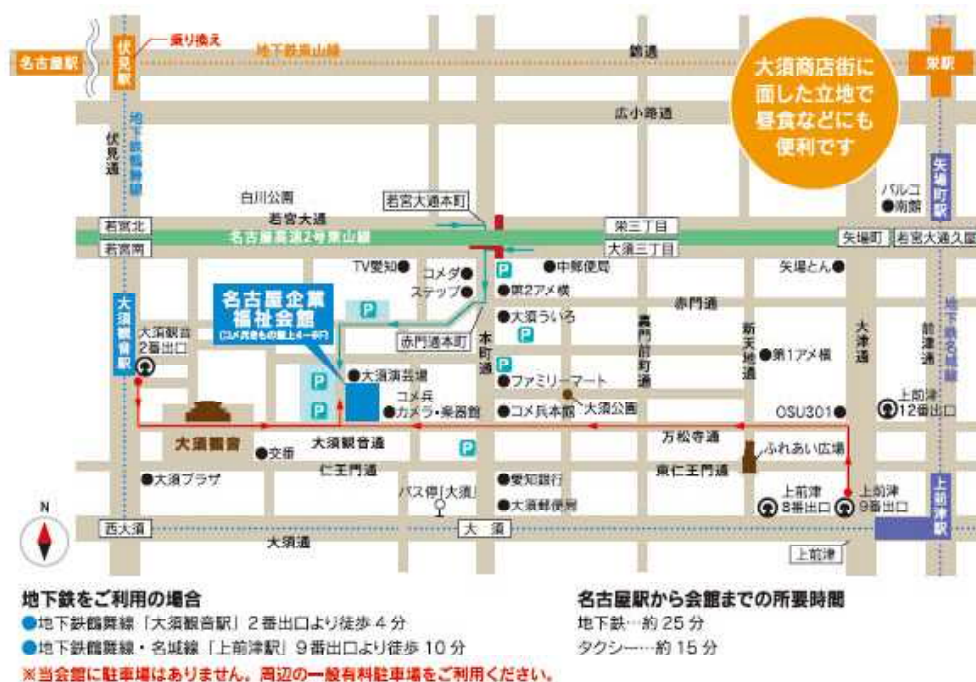 名古屋駅
伏見駅
乗り換え
地下鉄東山線
錦通
栄駅
大須商店街に
面した立地で
昼食などにも
便利です
広小路通
地下鉄鶴舞線
伏見通
矢場町駅
パルコ
●南館
白川公園
若宮大通本町
若宮大通
若宮北
栄三丁目
名古屋高速2号東山線
若宮南
大須三丁目
矢場町
若宮大通久屋
TV愛知●
コメダ●
ステップ●
P
●中郵便局
矢場とん●
●第2アメ横
赤門通
名古屋企業
福祉会館
(コメ兵きもの館上4〜6F)
P
大須観音駅
大須観音
2番出口
赤門通本町
本町通
●大須ういろ
P
裏門前町通
新天地通
大津通
前津通
地下鉄名城線
●第1アメ横
P
●大須演芸場
●ファミリーマート
P
コメ兵
●カメラ・楽器館
●コメ兵本館
大須公園
OSU301●
上前津
12番出口
大須観音
●交番
大須観音通
万松寺通
P
ふれあい広場
仁王門通
東仁王門通
●大須プラザ
バス停「大須」
●愛知銀行
●大須郵便局
上前津
8番出口
上前津
9番出口
上前津駅
N
西大須
大須通
大須
上前津
地下鉄をご利用の場合
●地下鉄鶴舞線「大須観音駅」2番出口より徒歩4分
●地下鉄鶴舞線・名城線「上前津駅」9番出口より徒歩10分
※当会館に駐車場はありません。周辺の一般有料駐車場をご利用ください。
名古屋駅から会館までの所要時間
地下鉄…約25分
タクシー…約15分